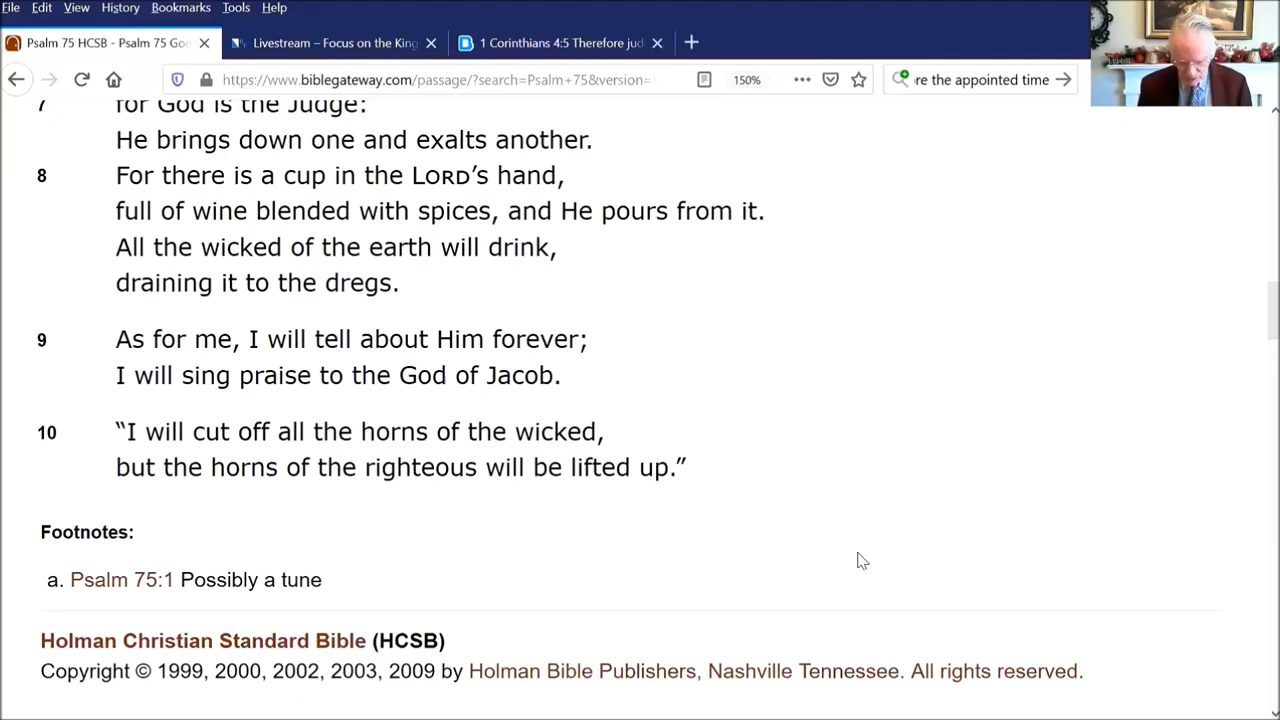 File Edit View History Bookmarks Tools Help
Psalm 75 HCSB - Psalm 75 Go
Livestream – Focus on the King
1 Corinthians 4:5 Therefore jud
https://www.biblegateway.com/passage/?search=Psalm+75&version=
150%
re the appointed time
7 for God is the Judge:
He brings down one and exalts another.
8 For there is a cup in the LORD’s hand,
full of wine blended with spices, and He pours from it.
All the wicked of the earth will drink,
draining it to the dregs.
9 As for me, I will tell about Him forever;
I will sing praise to the God of Jacob.
10 “I will cut off all the horns of the wicked,
but the horns of the righteous will be lifted up.”
Footnotes:
a. Psalm 75:1 Possibly a tune
Holman Christian Standard Bible (HCSB)
Copyright © 1999, 2000, 2002, 2003, 2009 by Holman Bible Publishers, Nashville Tennessee. All rights reserved.